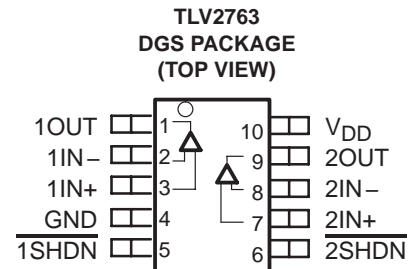 TLV2763
DGS PACKAGE
(TOP VIEW)
1OUT 1 10 VDD
1IN− 2 9 2OUT
1IN+ 3 8 2IN−
GND 4 7 2IN+
1SHDN 5 6 2SHDN